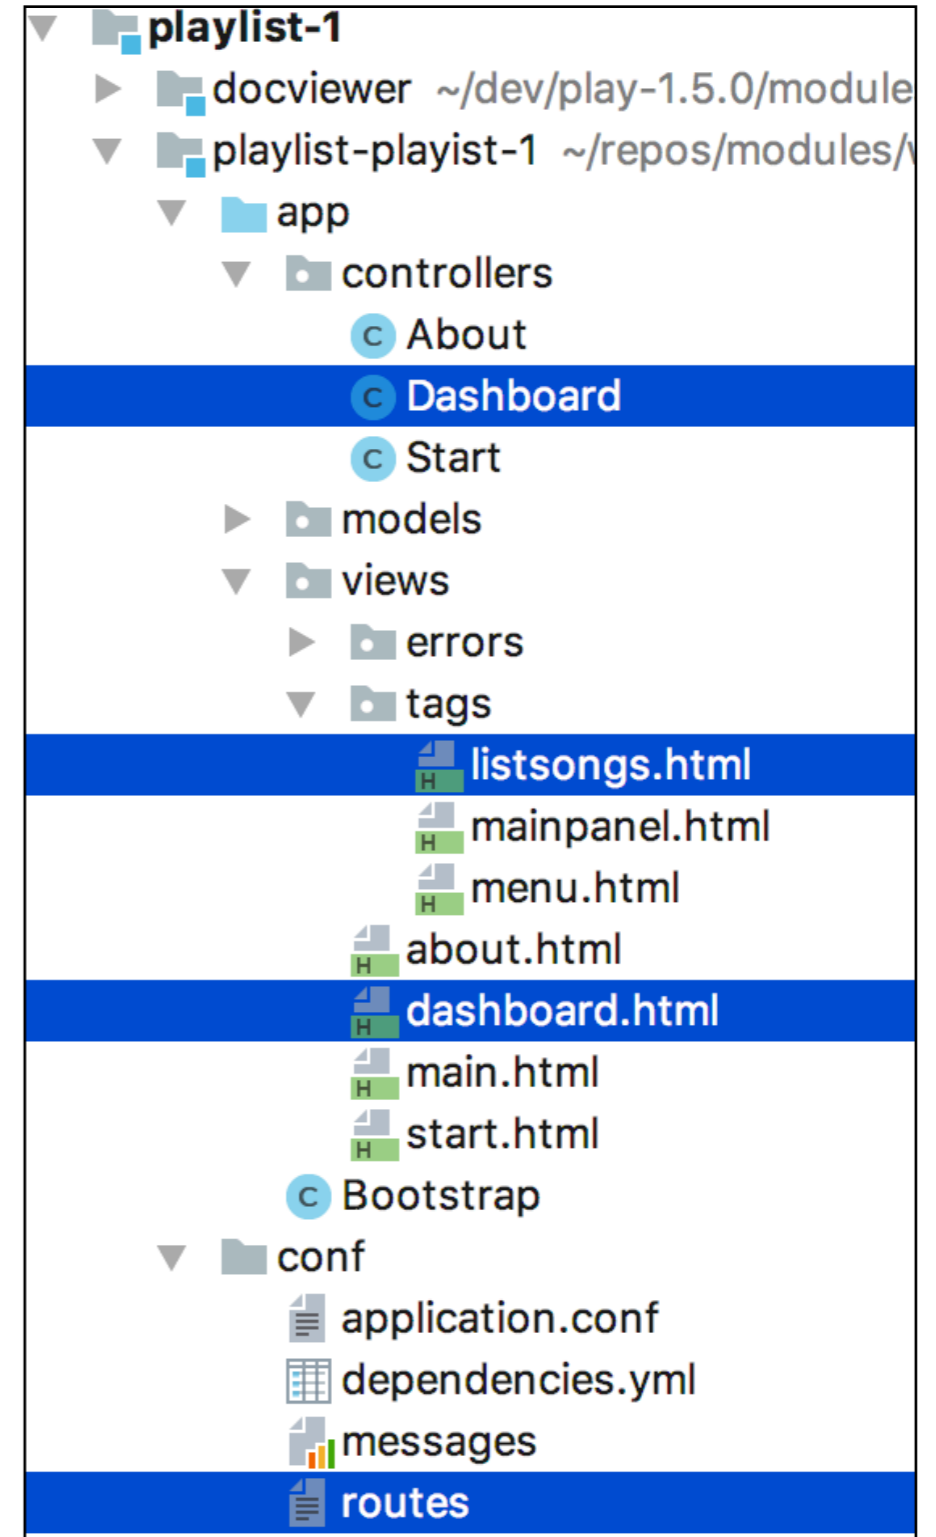 playlist-1
docviewer ~/dev/play-1.5.0/module
playlist-playist-1 ~/repos/modules/
app
controllers
C About
C Dashboard
C Start
models
views
errors
tags
H listsongs.html
H mainpanel.html
H menu.html
H about.html
H dashboard.html
H main.html
H start.html
C Bootstrap
conf
application.conf
dependencies.yml
messages
routes